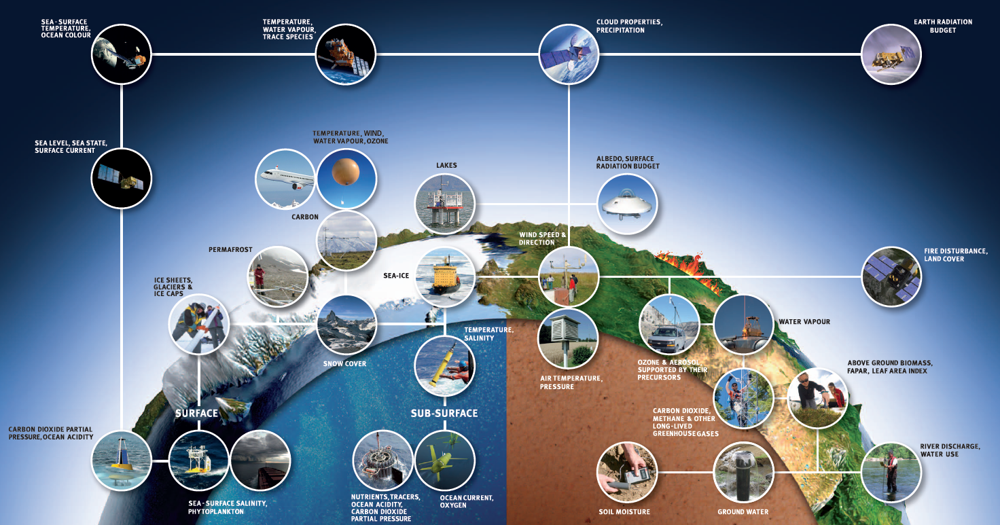 SEA-SURFACE
TEMPERATURE,
OCEAN COLOUR
TEMPERATURE,
WATER VAPOUR,
TRACE SPECIES
CLOUD PROPERTIES,
PRECIPITATION
EARTH RADIATION
BUDGET
SEA LEVEL, SEA STATE,
SURFACE CURRENT
TEMPERATURE, WIND,
WATER VAPOUR, OZONE
LAKES
ALBEDO, SURFACE
RADIATION BUDGET
CARBON
PERMAFROST
WIND SPEED &
DIRECTION
FIRE DISTURBANCE,
LAND COVER
ICE SHEETS,
GLACIERS &
ICE CAPS
SEA-ICE
SNOW COVER
TEMPERATURE,
SALINITY
AIR TEMPERATURE,
PRESSURE
OZONE & AEROSOL
SUPPORTED BY THEIR
PRECURSORS
WATER VAPOUR
ABOVE GROUND BIOMASS,
FAPAR, LEAF AREA INDEX
SURFACE
SUB-SURFACE
CARBON DIOXIDE,
METHANE & OTHER
LONG-LIVED
GREENHOUSE GASES
CARBON DIOXIDE PARTIAL
PRESSURE, OCEAN ACIDITY
RIVER DISCHARGE,
WATER USE
SEA-SURFACE SALINITY,
PHYTOPLANKTON
NUTRIENTS, TRACERS,
OCEAN ACIDITY,
CARBON DIOXIDE
PARTIAL PRESSURE
OCEAN CURRENT,
OXYGEN
SOIL MOISTURE
GROUND WATER